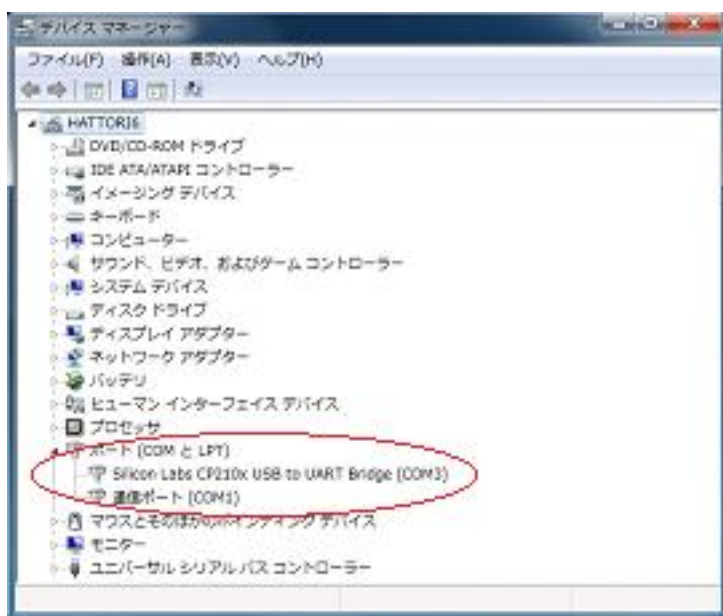 デバイス マネージャー
ファイル(F) 操作(A) 表示(V) ヘルプ(H)
HATTORI6
DVD/CD-ROM ドライブ
IDE ATA/ATAPI コントローラー
イメージング デバイス
キーボード
コンピューター
サウンド、ビデオ、およびゲーム コントローラー
システム デバイス
ディスク ドライブ
ディスプレイ アダプター
ネットワーク アダプター
バッテリ
ヒューマン インターフェイス デバイス
プロセッサ
ポート (COM と LPT)
Silicon Labs CP210x USB to UART Bridge (COM3)
通信ポート (COM1)
マウスとそのほかのポインティング デバイス
モニター
ユニバーサル シリアル バス コントローラー